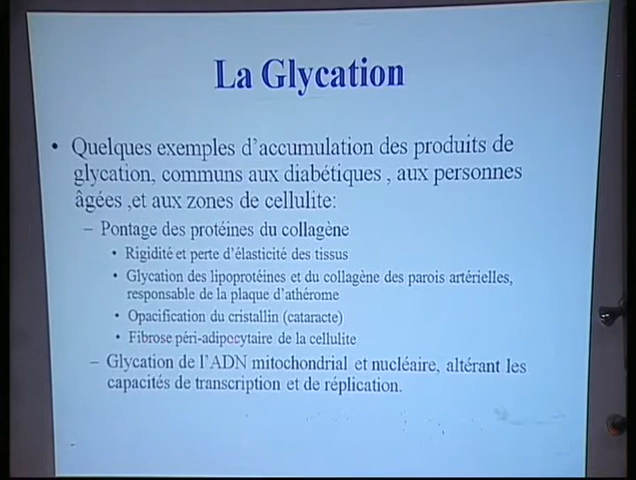 La Glycation
• Quelques exemples d'accumulation des produits de
glycation, communs aux diabétiques , aux personnes
âgées ,et aux zones de cellulite:
– Pontage des protéines du collagène
• Rigidité et perte d'élasticité des tissus
• Glycation des lipoprotéines et du collagène des parois artérielles,
responsable de la plaque d'athérome
• Opacification du cristallin (cataracte)
• Fibrose péri-adipocytaire de la cellulite
– Glycation de l'ADN mitochondrial et nucléaire, altérant les
capacités de transcription et de réplication.